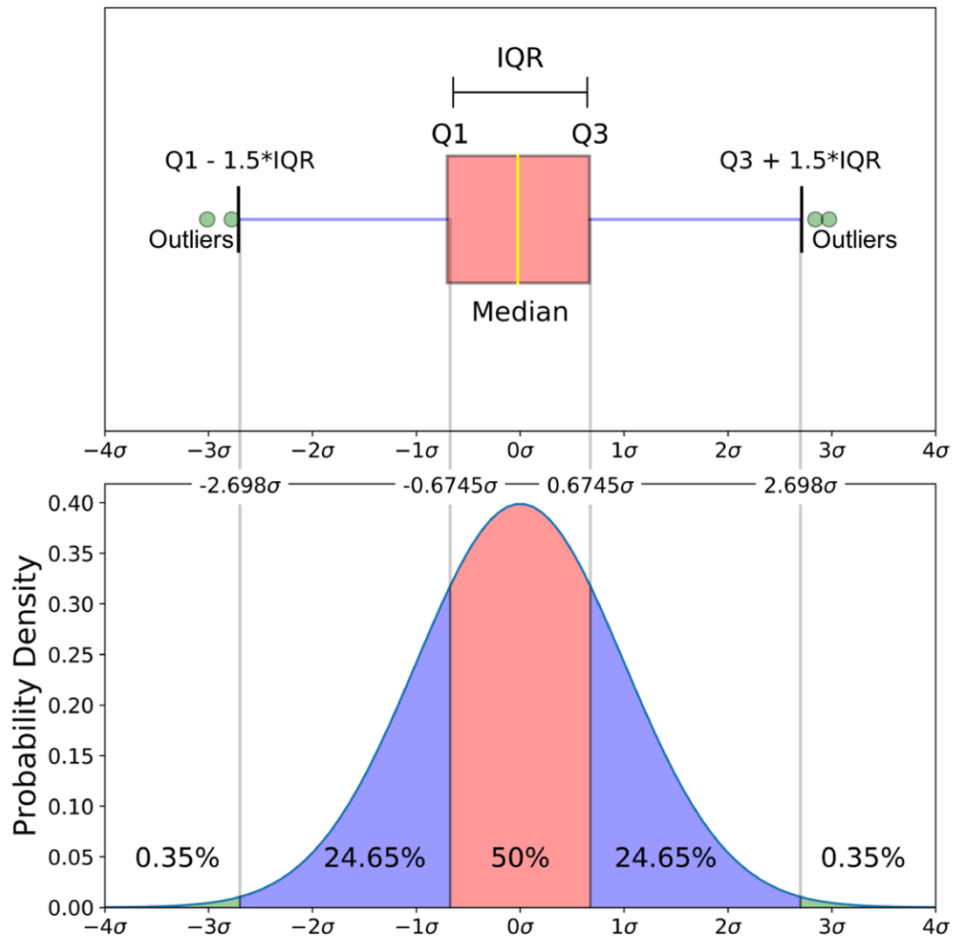 IQR
Q1 Q3
Q1 - 1.5*IQR Q3 + 1.5*IQR
Outliers Outliers
Median
−4σ −3σ −2σ −1σ 0σ 1σ 2σ 3σ 4σ
-2.698σ -0.6745σ 0.6745σ 2.698σ
Probability Density
0.40
0.35
0.30
0.25
0.20
0.15
0.10
0.05
0.00
0.35% 24.65% 50% 24.65% 0.35%
−4σ −3σ −2σ −1σ 0σ 1σ 2σ 3σ 4σ